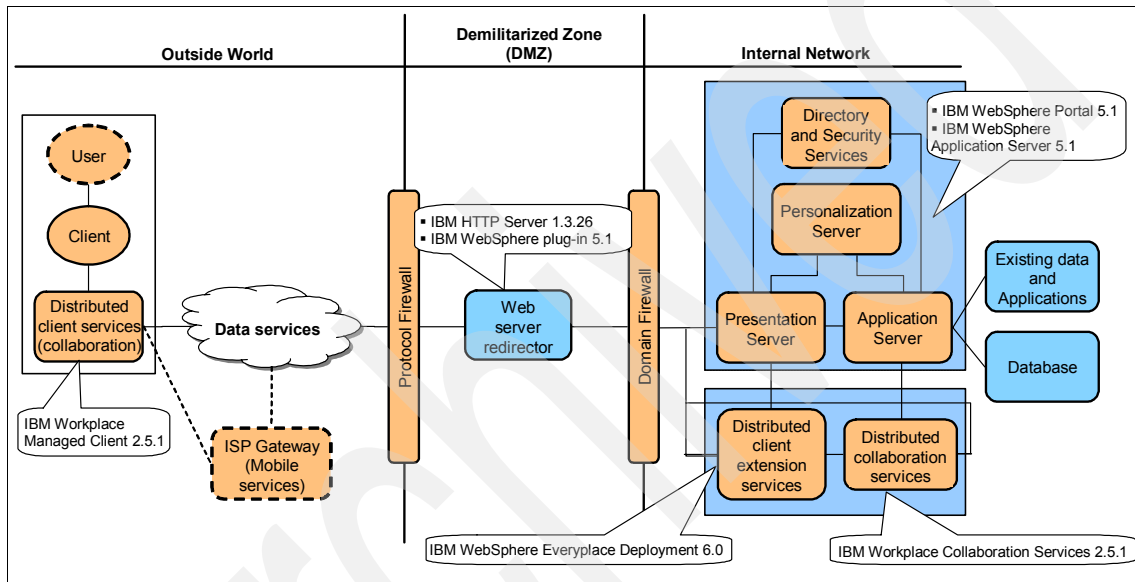 Outside World
Demilitarized Zone
(DMZ)
Internal Network
User
Client
Distributed
client services
(collaboration)
IBM Workplace
Managed Client 2.5.1
Data services
ISP Gateway
(Mobile
services)
Protocol Firewall
▪ IBM HTTP Server 1.3.26
▪ IBM WebSphere plug-in 5.1
Web
server
redirector
Domain Firewall
Directory
and Security
Services
▪ IBM WebSphere Portal 5.1
▪ IBM WebSphere
Application Server 5.1
Personalization
Server
Presentation
Server
Application
Server
Existing data
and
Applications
Database
Distributed
client
extension
services
Distributed
collaboration
services
IBM WebSphere Everyplace Deployment 6.0
IBM Workplace Collaboration Services 2.5.1